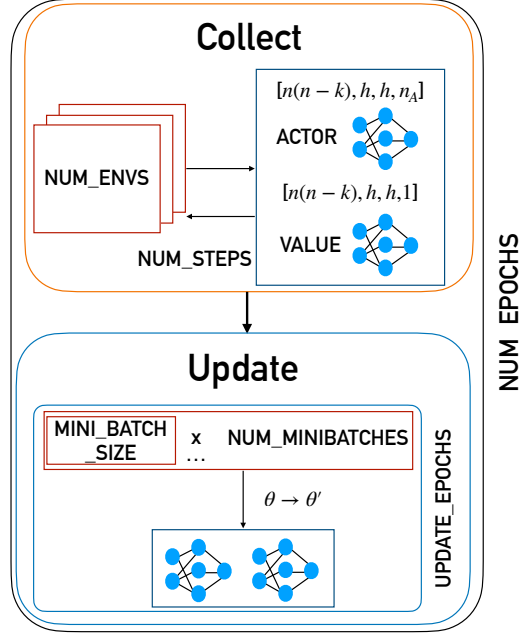 Collect
[n(n − k), h, h, n_A]
ACTOR
NUM_ENVS
[n(n − k), h, h,1]
VALUE
NUM_STEPS
NUM_EPOCHS
Update
MINI_BATCH
_SIZE
x
...
NUM_MINIBATCHES
θ → θ′
UPDATE_EPOCHS